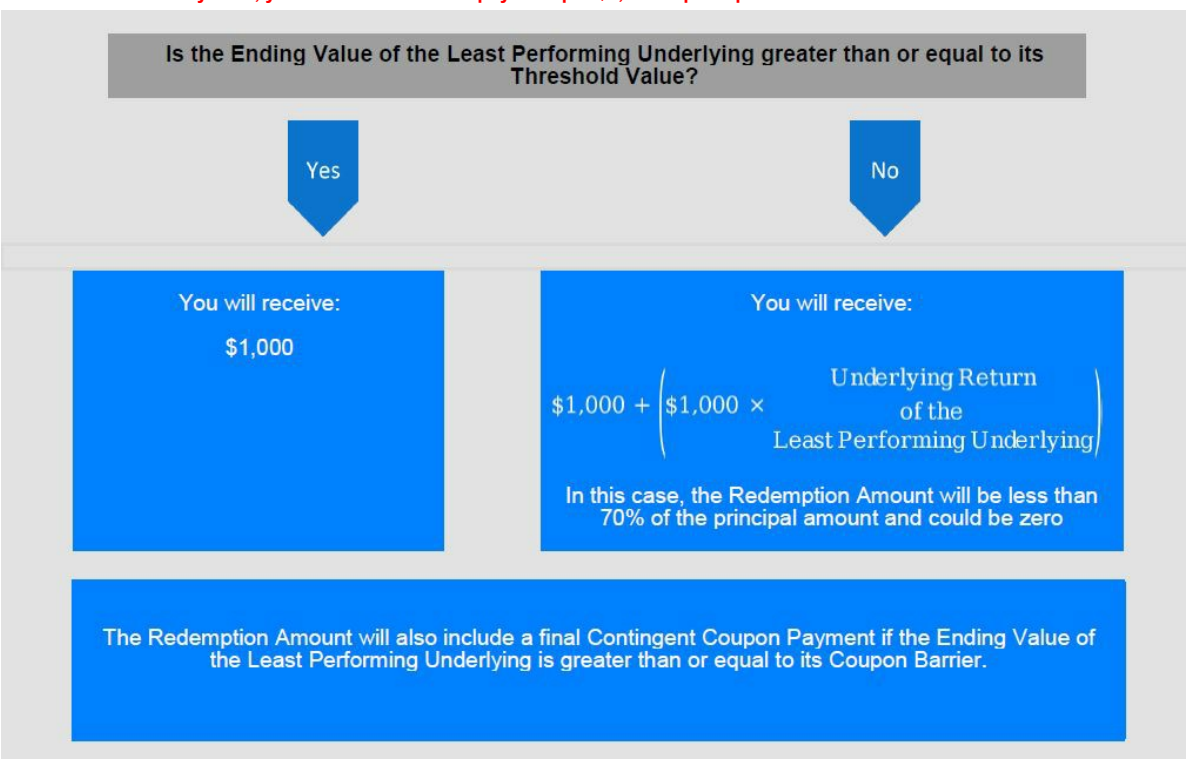 Is the Ending Value of the Least Performing Underlying greater than or equal to its
Threshold Value?
Yes
No
You will receive:
$1,000
You will receive:
$1,000 + ($1,000 × Underlying Return
of the
Least Performing Underlying)
In this case, the Redemption Amount will be less than
70% of the principal amount and could be zero
The Redemption Amount will also include a final Contingent Coupon Payment if the Ending Value of
the Least Performing Underlying is greater than or equal to its Coupon Barrier.